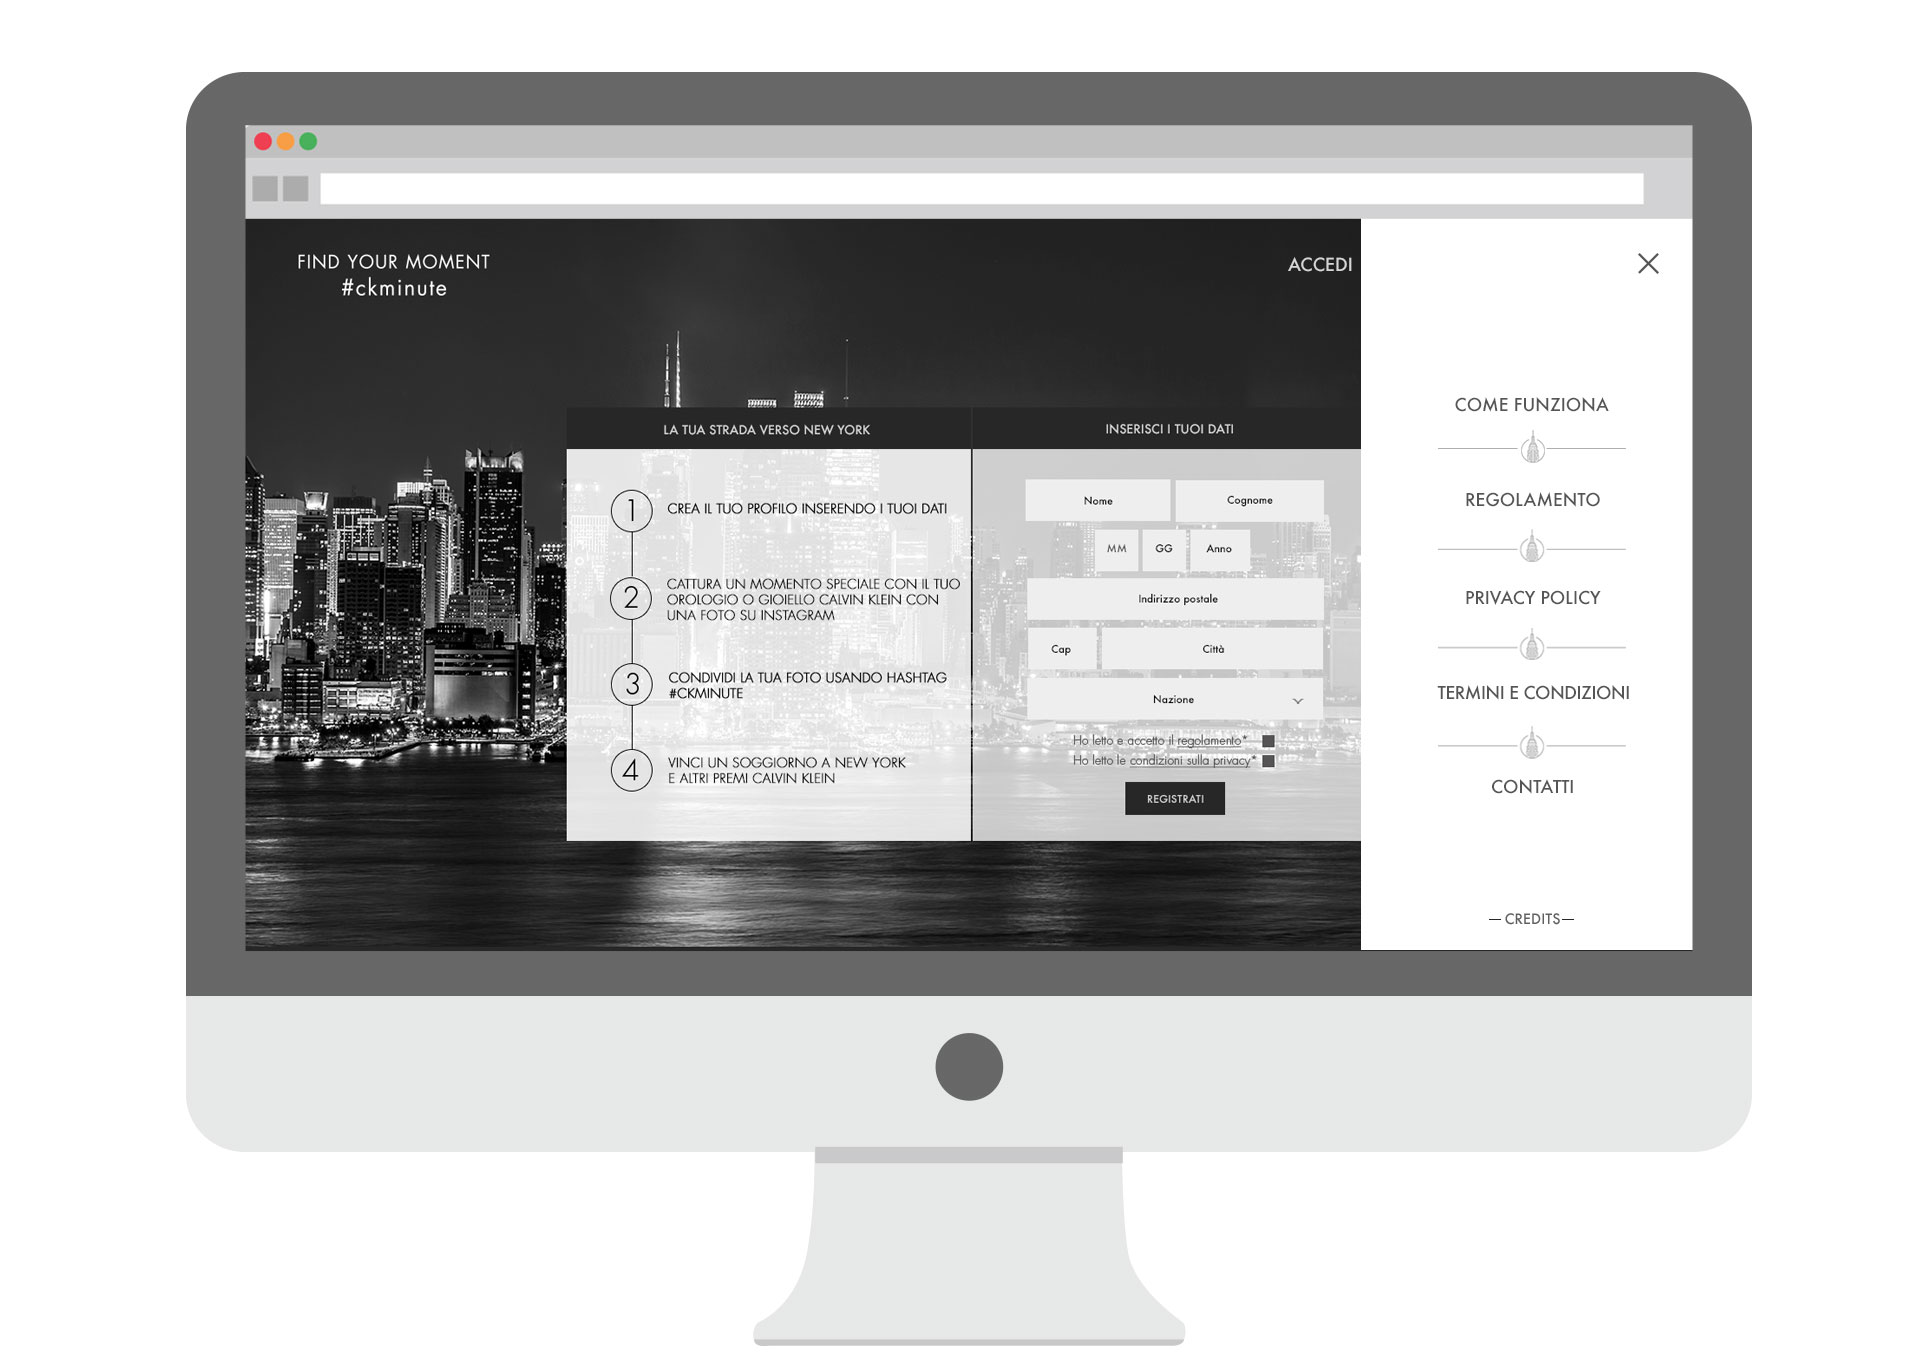 FIND YOUR MOMENT
#ckminute
ACCEDI
LA TUA STRADA VERSO NEW YORK
1
CREA IL TUO PROFILO INSERENDO I TUOI DATI
2
CATTURA UN MOMENTO SPECIALE CON IL TUO
OROLOGIO O GIOIELLO CALVIN KLEIN CON
UNA FOTO SU INSTAGRAM
3
CONDIVIDI LA TUA FOTO USANDO HASHTAG
#CKMINUTE
4
VINCI UN SOGGIORNO A NEW YORK
E ALTRI PREMI CALVIN KLEIN
INSERISCI I TUOI DATI
Nome Cognome
MM GG Anno
Indirizzo postale
Cap Città
Nazione
Ho letto e accetto il regolamento*
Ho letto le condizioni sulla privacy*
REGISTRATI
COME FUNZIONA
REGOLAMENTO
PRIVACY POLICY
TERMINI E CONDIZIONI
CONTATTI
— CREDITS—